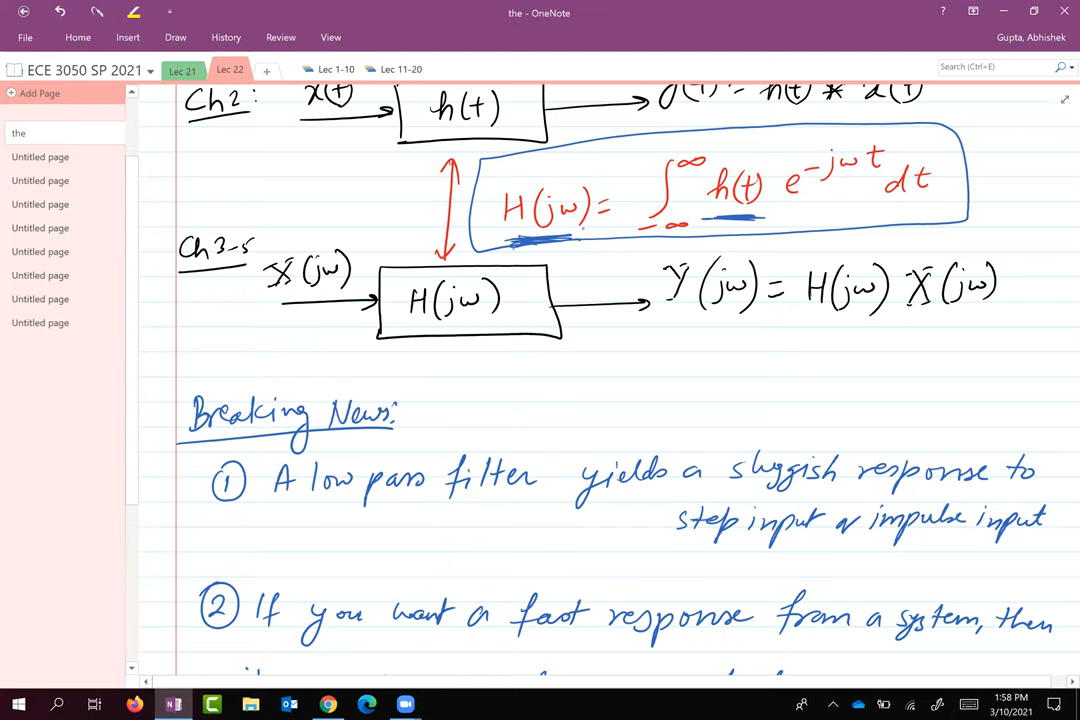 the - OneNote
File Home Insert Draw History Review View Gupta, Abhishek
ECE 3050 SP 2021 Lec 21 Lec 22 Lec 1-10 Lec 11-20 Search (Ctrl+E)
Add Page
the
Untitled page
Untitled page
Untitled page
Untitled page
Untitled page
Untitled page
Untitled page
Untitled page
Ch2: x(t) h(t) y(t) = h(t) * x(t)
H(jω) = ∫_{-∞}^{∞} h(t) e^{-jωt} dt
Ch 3-5
X(jω) H(jω) Y(jω) = H(jω) X(jω)
Breaking News:
① A low pass filter yields a sluggish response to
step input or impulse input
② If you want a fast response from a system, then
1:58 PM
3/10/2021